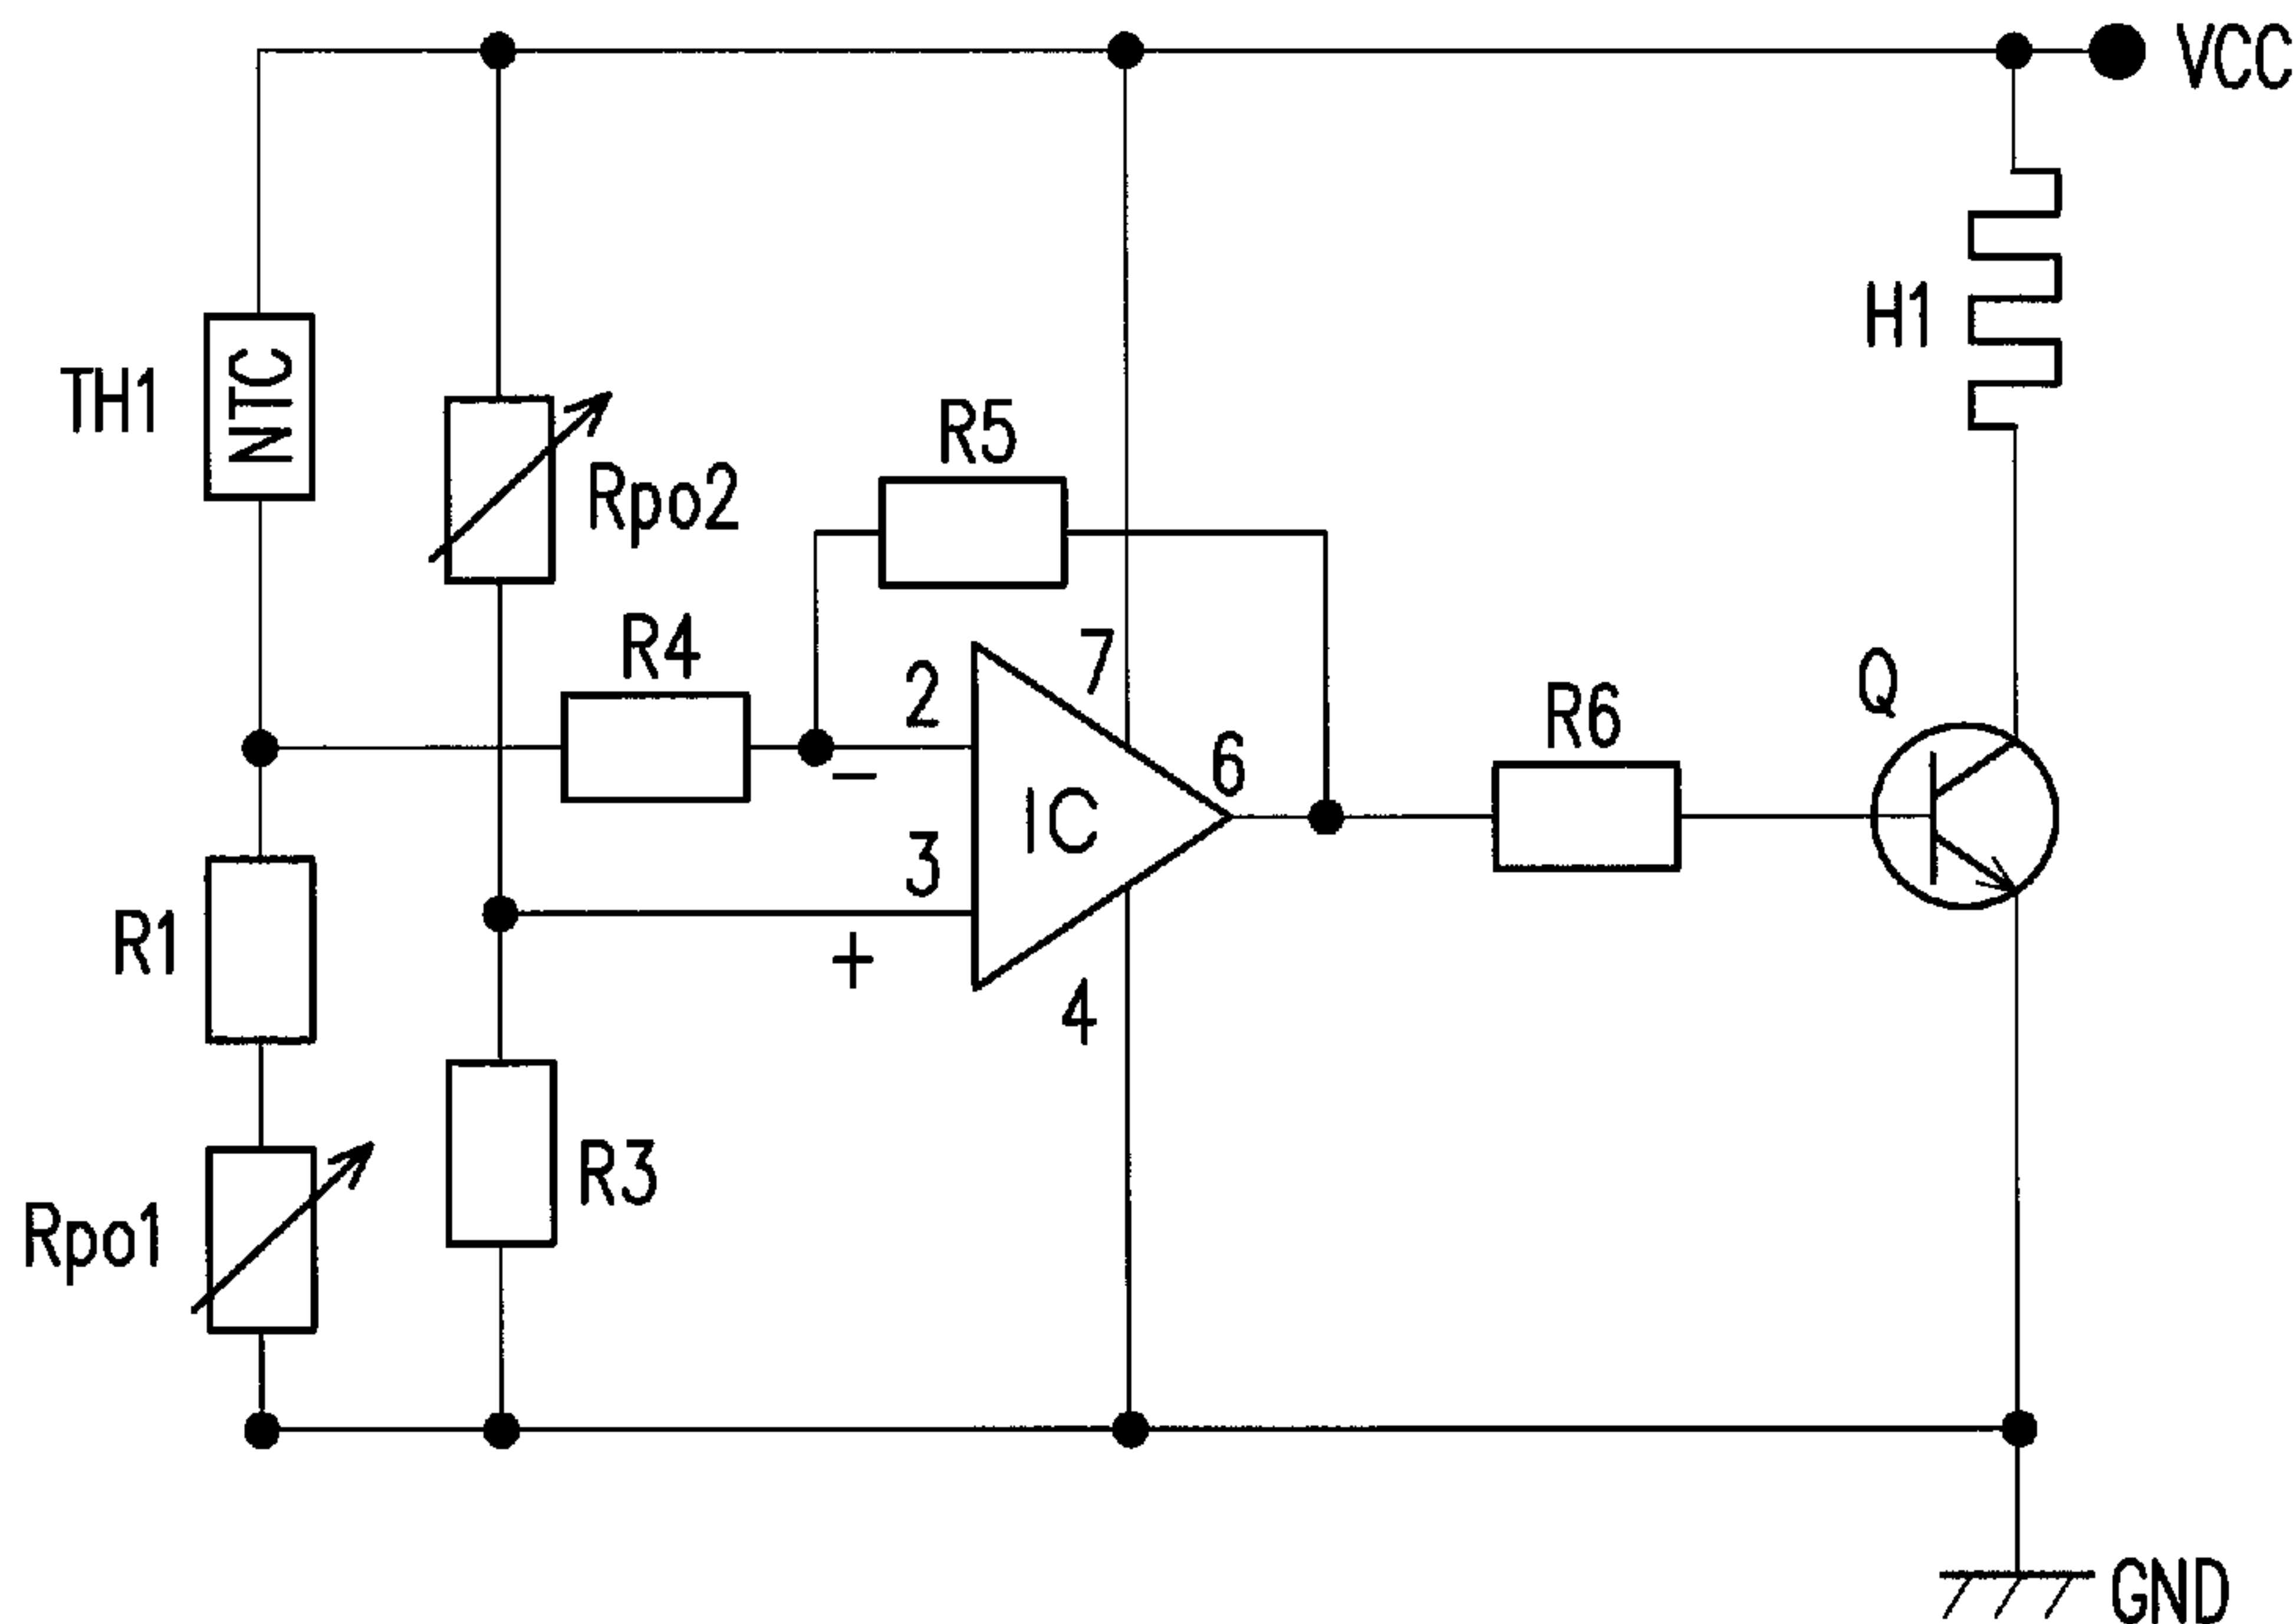 VCC
H1
TH1
NTC
Rpo2
R5
R4
2
7
Q
R6
6
−
IC
3
R1
+
4
R3
Rpo1
GND